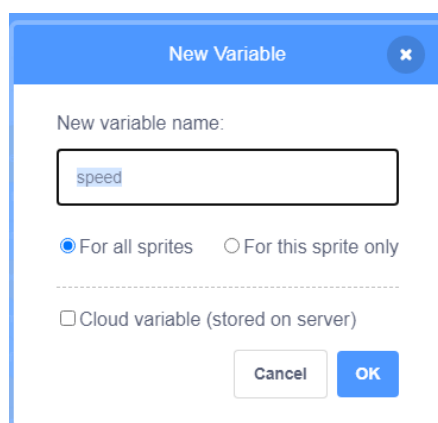 New Variable
New variable name:
speed
For all sprites For this sprite only
Cloud variable (stored on server)
Cancel OK